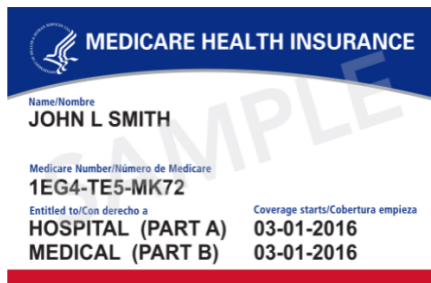 MEDICARE HEALTH INSURANCE
Name/Nombre
JOHN L SMITH
Medicare Number/Número de Medicare
1EG4-TE5-MK72
Entitled to/Con derecho a Coverage starts/Cobertura empieza
HOSPITAL (PART A) 03-01-2016
MEDICAL (PART B) 03-01-2016
SAMPLE